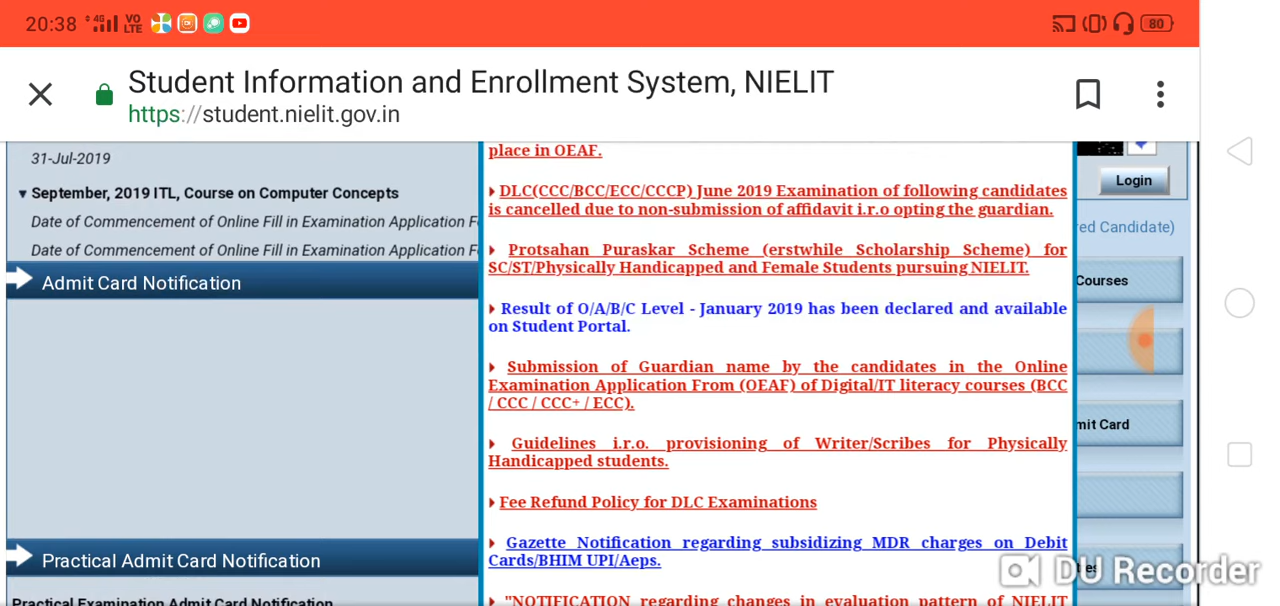 20:38 4G VO LTE 80
Student Information and Enrollment System, NIELIT
https://student.nielit.gov.in
31-Jul-2019
▼ September, 2019 ITL, Course on Computer Concepts
Date of Commencement of Online Fill in Examination Application
Date of Commencement of Online Fill in Examination Application
Admit Card Notification
Practical Admit Card Notification
Practical Examination Admit Card Notification
place in OEAF.
DLC(CCC/BCC/ECC/CCCP) June 2019 Examination of following candidates
is cancelled due to non-submission of affidavit i.r.o opting the guardian.
Protsahan Puraskar Scheme (erstwhile Scholarship Scheme) for
SC/ST/Physically Handicapped and Female Students pursuing NIELIT.
Result of O/A/B/C Level - January 2019 has been declared and available
on Student Portal.
Submission of Guardian name by the candidates in the Online
Examination Application From (OEAF) of Digital/IT literacy courses (BCC
/ CCC / CCC+ / ECC).
Guidelines i.r.o. provisioning of Writer/Scribes for Physically
Handicapped students.
Fee Refund Policy for DLC Examinations
Gazette Notification regarding subsidizing MDR charges on Debit
Cards/BHIM UPI/Aeps.
"NOTIFICATION regarding changes in evaluation pattern of NIELIT
Login
red Candidate)
Courses
mit Card
DU Recorder